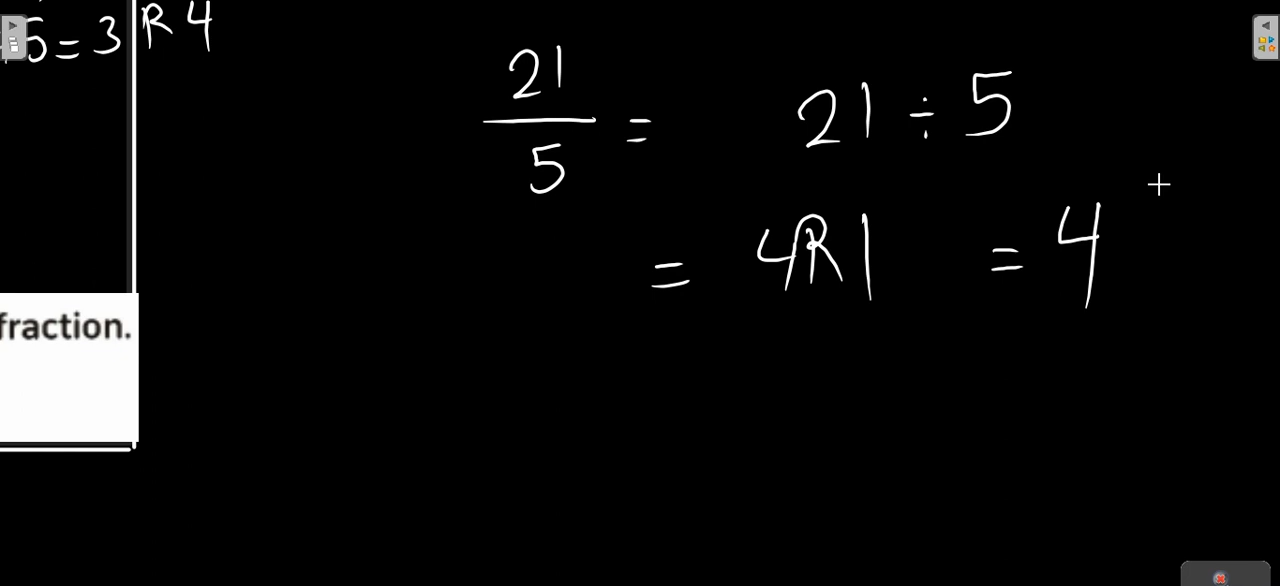 5 = 3 R 4
21/5 = 21 ÷ 5
= 4R1 = 4
fraction.